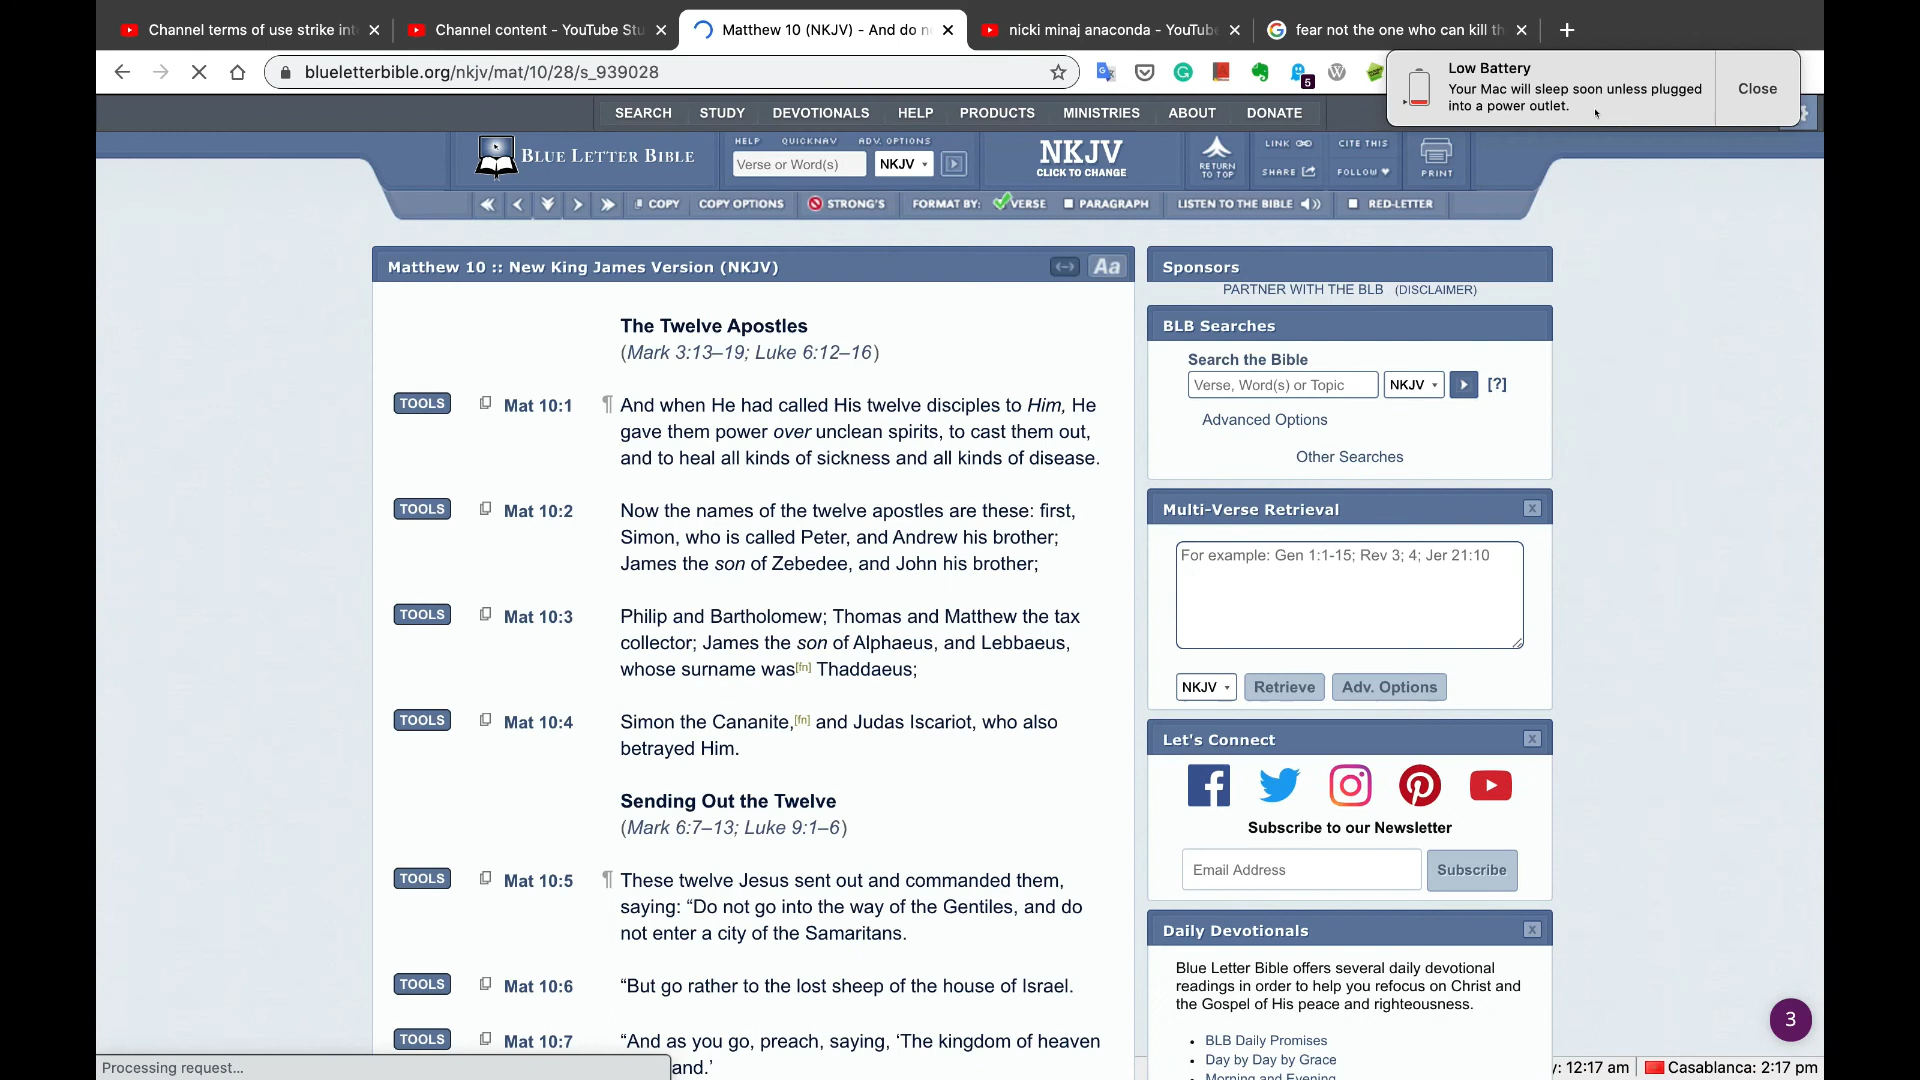 Channel terms of use strike int
Channel content - YouTube Stu
Matthew 10 (NKJV) - And do n
nicki minaj anaconda - YouTube
fear not the one who can kill th
blueletterbible.org/nkjv/mat/10/28/s_939028
5
Low Battery
Your Mac will sleep soon unless plugged
into a power outlet.
Close
SEARCH STUDY DEVOTIONALS HELP PRODUCTS MINISTRIES ABOUT DONATE
BLUE LETTER BIBLE
HELP QUICKNAV ADV. OPTIONS
Verse or Word(s) NKJV
NKJV
CLICK TO CHANGE
RETURN
TO TOP
LINK CITE THIS
SHARE FOLLOW
PRINT
COPY COPY OPTIONS STRONG'S FORMAT BY: VERSE PARAGRAPH LISTEN TO THE BIBLE RED-LETTER
Matthew 10 :: New King James Version (NKJV)
Aa
The Twelve Apostles
(Mark 3:13–19; Luke 6:12–16)
TOOLS Mat 10:1 ¶ And when He had called His twelve disciples to Him, He
gave them power over unclean spirits, to cast them out,
and to heal all kinds of sickness and all kinds of disease.
TOOLS Mat 10:2 Now the names of the twelve apostles are these: first,
Simon, who is called Peter, and Andrew his brother;
James the son of Zebedee, and John his brother;
TOOLS Mat 10:3 Philip and Bartholomew; Thomas and Matthew the tax
collector; James the son of Alphaeus, and Lebbaeus,
whose surname was[fn] Thaddaeus;
TOOLS Mat 10:4 Simon the Cananite,[fn] and Judas Iscariot, who also
betrayed Him.
Sending Out the Twelve
(Mark 6:7–13; Luke 9:1–6)
TOOLS Mat 10:5 ¶ These twelve Jesus sent out and commanded them,
saying: “Do not go into the way of the Gentiles, and do
not enter a city of the Samaritans.
TOOLS Mat 10:6 “But go rather to the lost sheep of the house of Israel.
TOOLS Mat 10:7 “And as you go, preach, saying, ‘The kingdom of heaven
and.’
Sponsors
PARTNER WITH THE BLB (DISCLAIMER)
BLB Searches
Search the Bible
Verse, Word(s) or Topic NKJV [?]
Advanced Options
Other Searches
Multi-Verse Retrieval X
For example: Gen 1:1-15; Rev 3; 4; Jer 21:10
NKJV Retrieve Adv. Options
Let's Connect X
Subscribe to our Newsletter
Email Address Subscribe
Daily Devotionals X
Blue Letter Bible offers several daily devotional
readings in order to help you refocus on Christ and
the Gospel of His peace and righteousness.
• BLB Daily Promises
• Day by Day by Grace
• Morning and Evening
3
Processing request...
y: 12:17 am Casablanca: 2:17 pm